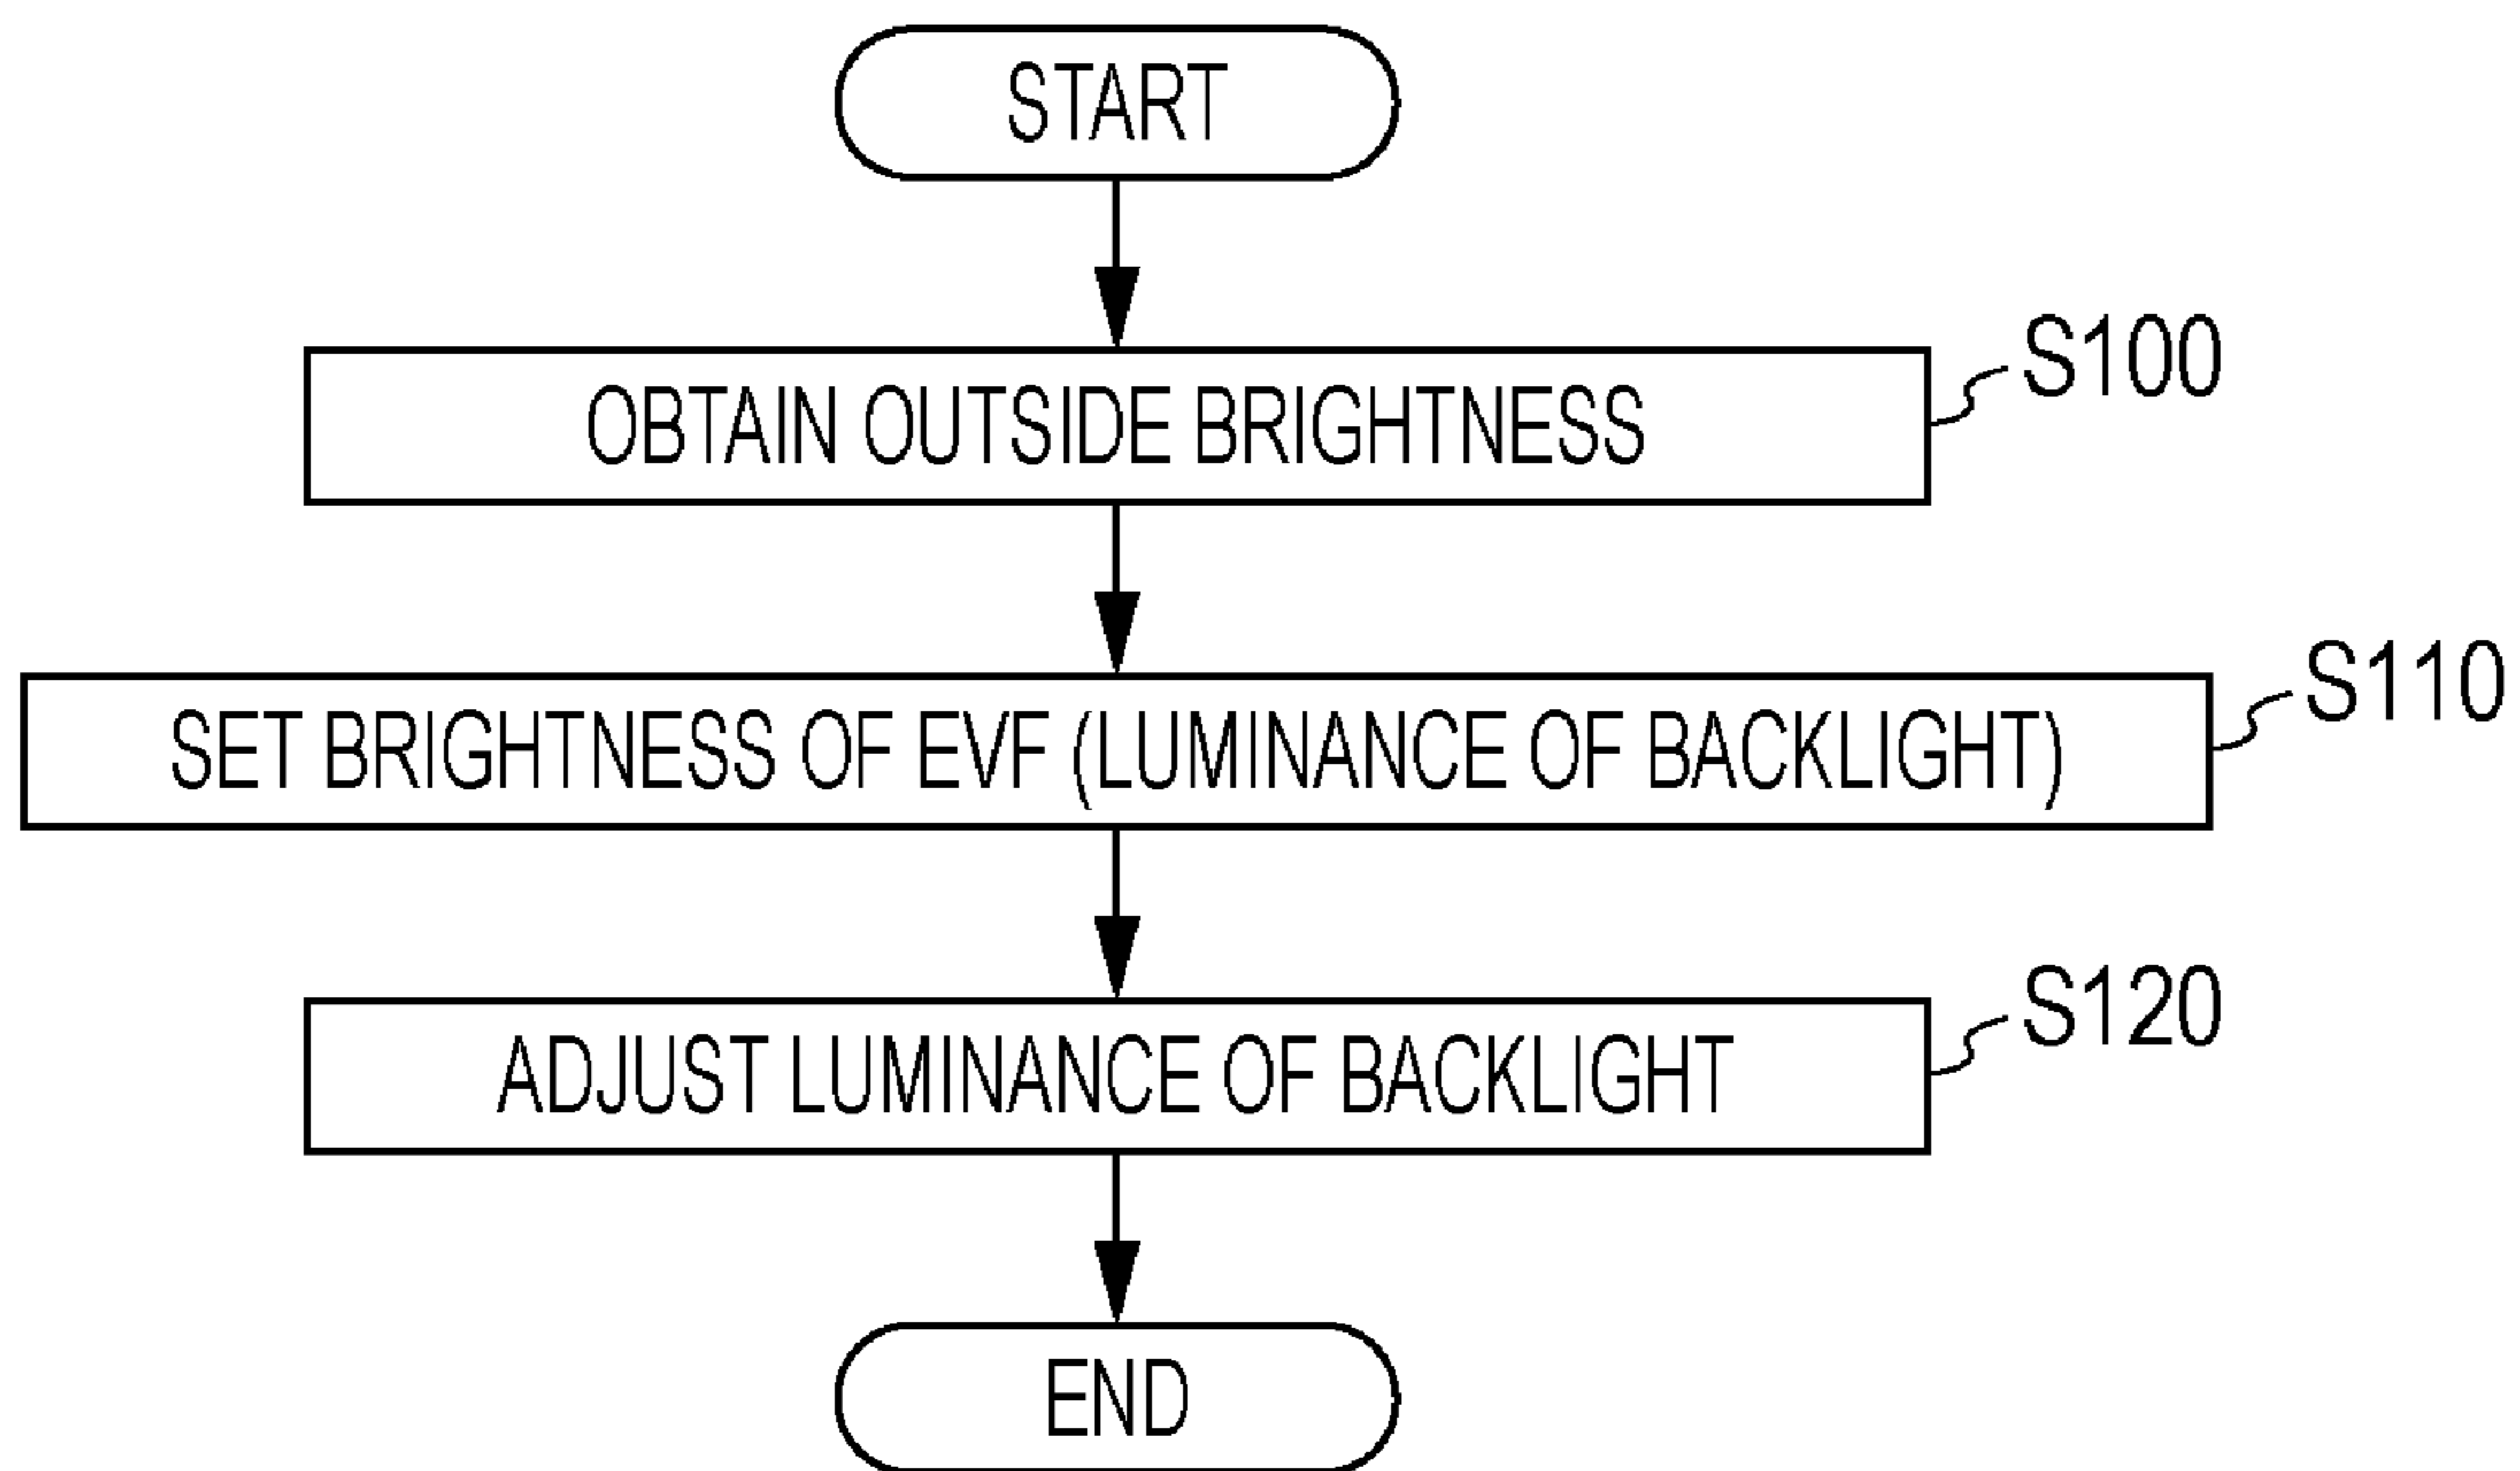 START
OBTAIN OUTSIDE BRIGHTNESS
S100
SET BRIGHTNESS OF EVF (LUMINANCE OF BACKLIGHT)
S110
ADJUST LUMINANCE OF BACKLIGHT
S120
END